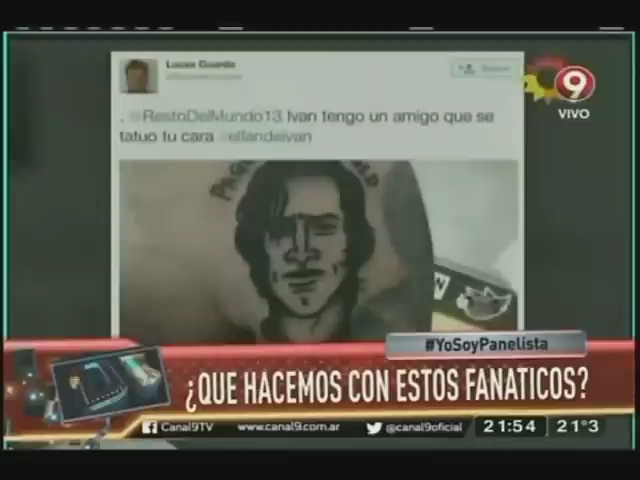 Lucas Guardo
. @RestoDelMundo13 Ivan tengo un amigo que se
tatuo tu cara @elfandeivan
9
VIVO
#YoSoyPanelista
¿QUE HACEMOS CON ESTOS FANATICOS?
Canal9TV www.canal9.com.ar @canal9oficial 21:54 21°3